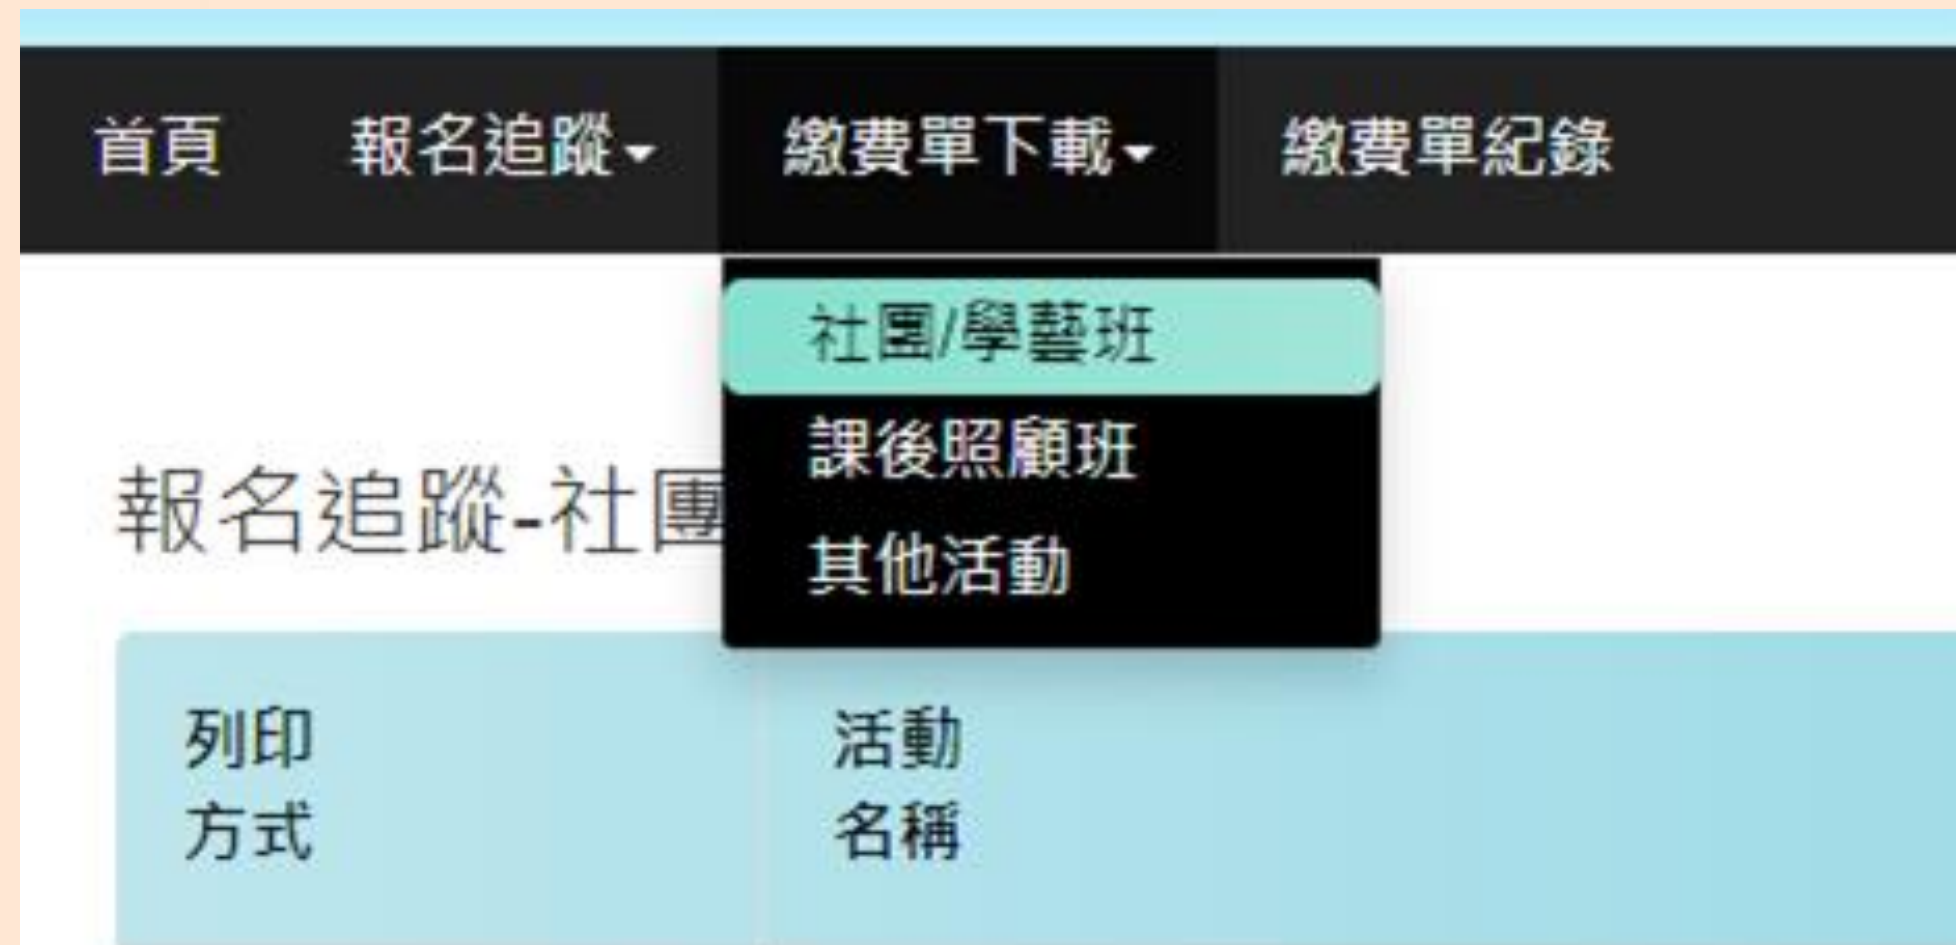 首頁 報名追蹤 繳費單下載 繳費單紀錄
社團/學藝班
課後照顧班
其他活動
報名追蹤-社團
列印
方式
活動
名稱